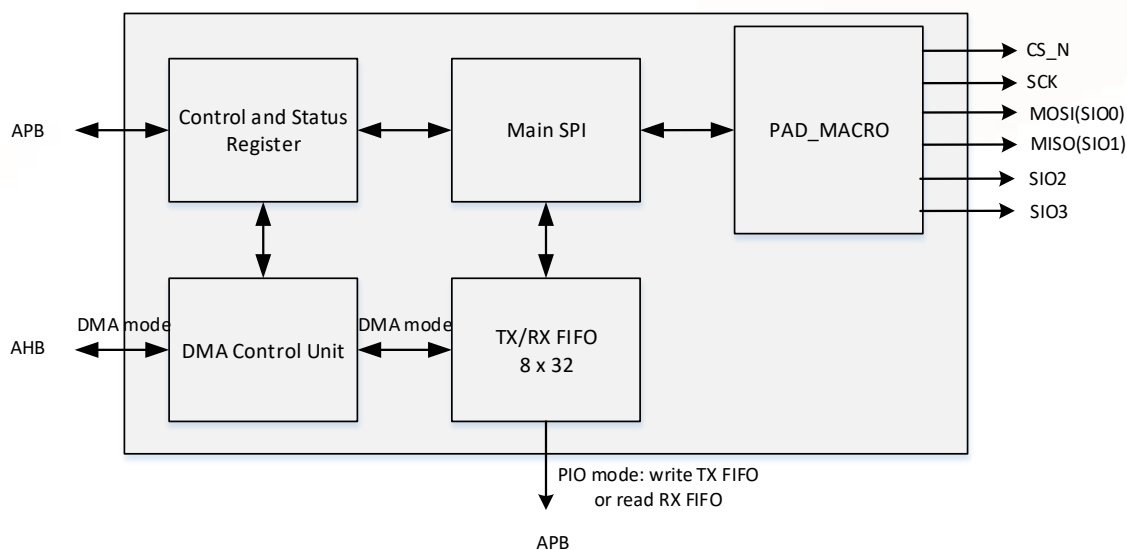 CS_N
SCK
MOSI(SIO0)
MISO(SIO1)
SIO2
SIO3
APB
Control and Status
Register
Main SPI
PAD_MACRO
AHB
DMA mode
DMA Control Unit
DMA mode
TX/RX FIFO
8 x 32
PIO mode: write TX FIFO
or read RX FIFO
APB